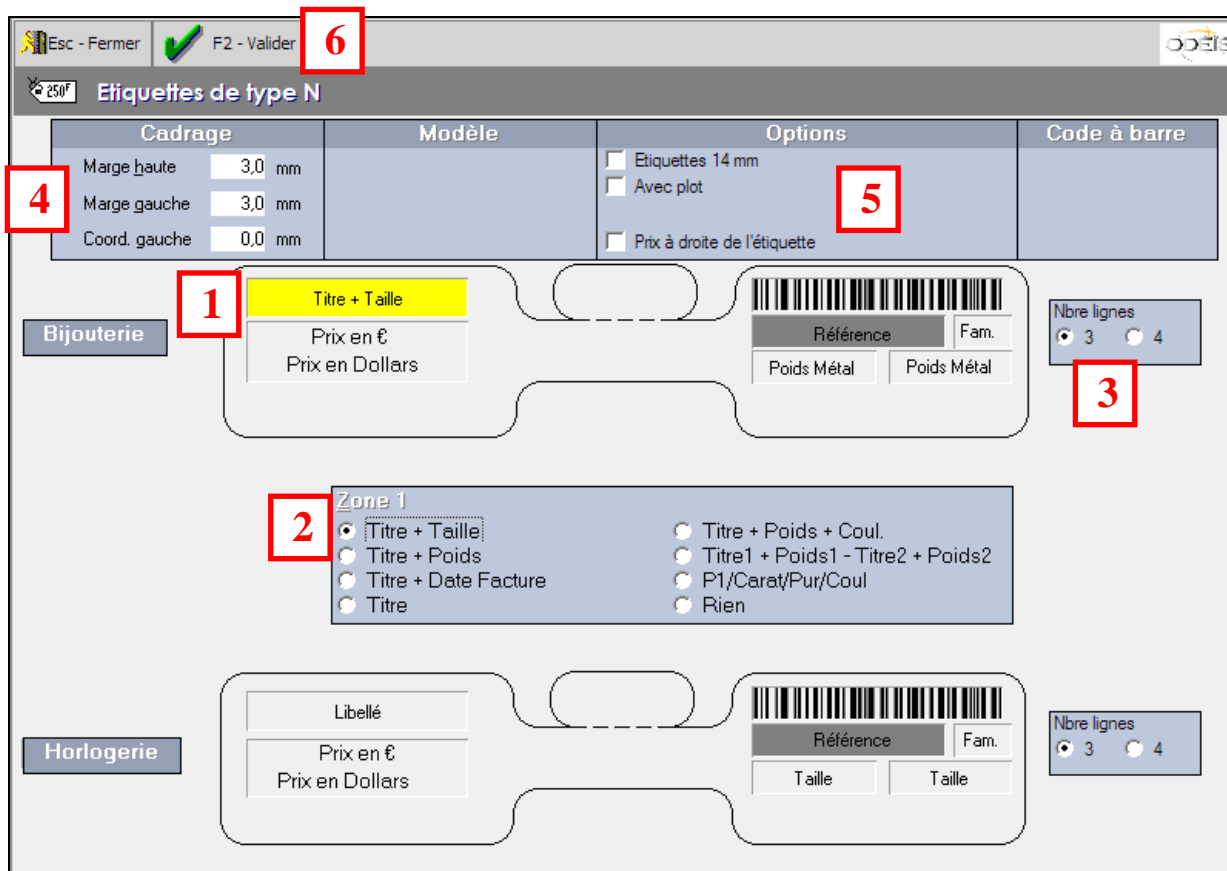 Esc - Fermer F2 - Valider 6
250F Etiquettes de type N
Cadrage Modèle Options Code à barre
Marge haute 3,0 mm
Marge gauche 3,0 mm
Coord. gauche 0,0 mm
4
Etiquettes 14 mm
Avec plot
Prix à droite de l'étiquette
5
1
Bijouterie
Titre + Taille
Prix en €
Prix en Dollars
Référence Fam.
Poids Métal Poids Métal
Nbre lignes
3 4
3
2
Zone 1
Titre + Taille Titre + Poids + Coul.
Titre + Poids Titre1 + Poids1 - Titre2 + Poids2
Titre + Date Facture P1/Carat/Pur/Coul
Titre Rien
Horlogerie
Libellé
Prix en €
Prix en Dollars
Référence Fam.
Taille Taille
Nbre lignes
3 4